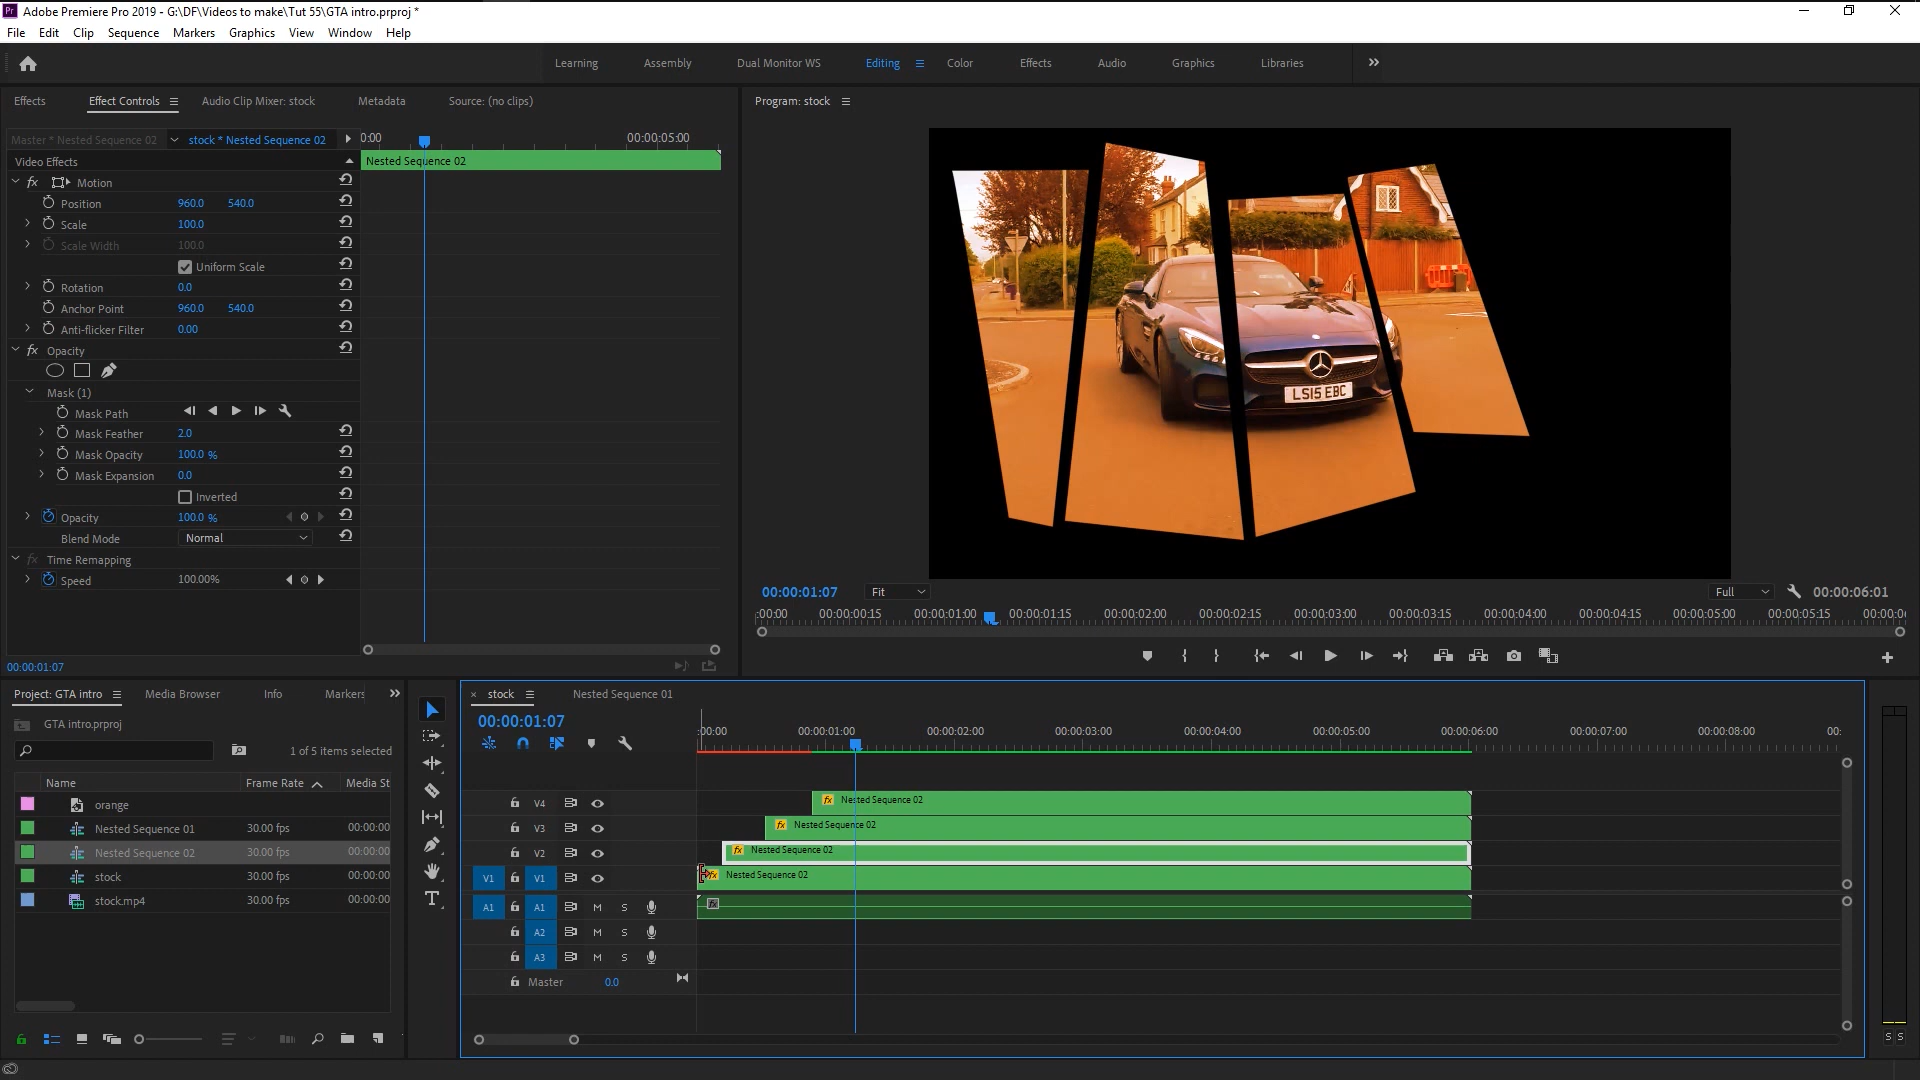 Pr Adobe Premiere Pro 2019 - G:\DF\Videos to make\Tut 55\GTA intro.prproj *
File Edit Clip Sequence Markers Graphics View Window Help
Learning Assembly Dual Monitor WS Editing Color Effects Audio Graphics Libraries
Effects Effect Controls Audio Clip Mixer: stock Metadata Source: (no clips)
Program: stock
Master * Nested Sequence 02 stock * Nested Sequence 02
0:00 00:00:05:00
Video Effects
Nested Sequence 02
fx Motion
Position 960.0 540.0
Scale 100.0
Scale Width 100.0
Uniform Scale
Rotation 0.0
Anchor Point 960.0 540.0
Anti-flicker Filter 0.00
fx Opacity
Mask (1)
Mask Path
Mask Feather 2.0
Mask Opacity 100.0 %
Mask Expansion 0.0
Inverted
Opacity 100.0 %
Blend Mode Normal
fx Time Remapping
Speed 100.00%
00:00:01:07
LS15 EBC
00:00:01:07 Fit Full 00:00:06:01
:00:00 00:00:00:15 00:00:01:00 00:00:01:15 00:00:02:00 00:00:02:15 00:00:03:00 00:00:03:15 00:00:04:00 00:00:04:15 00:00:05:00 00:00:05:15 00:00:0
Project: GTA intro Media Browser Info Markers
GTA intro.prproj
1 of 5 items selected
Name Frame Rate Media St
orange
Nested Sequence 01 30.00 fps 00:00:00
Nested Sequence 02 30.00 fps 00:00:00
stock 30.00 fps 00:00:00
stock.mp4 30.00 fps 00:00:00
T
× stock Nested Sequence 01
00:00:01:07
:00:00 00:00:01:00 00:00:02:00 00:00:03:00 00:00:04:00 00:00:05:00 00:00:06:00 00:00:07:00 00:00:08:00 00:
V4 fx Nested Sequence 02
V3 fx Nested Sequence 02
V2 fx Nested Sequence 02
V1 V1 fx Nested Sequence 02
A1 A1 M S fx
A2 M S
A3 M S
Master 0.0
S S